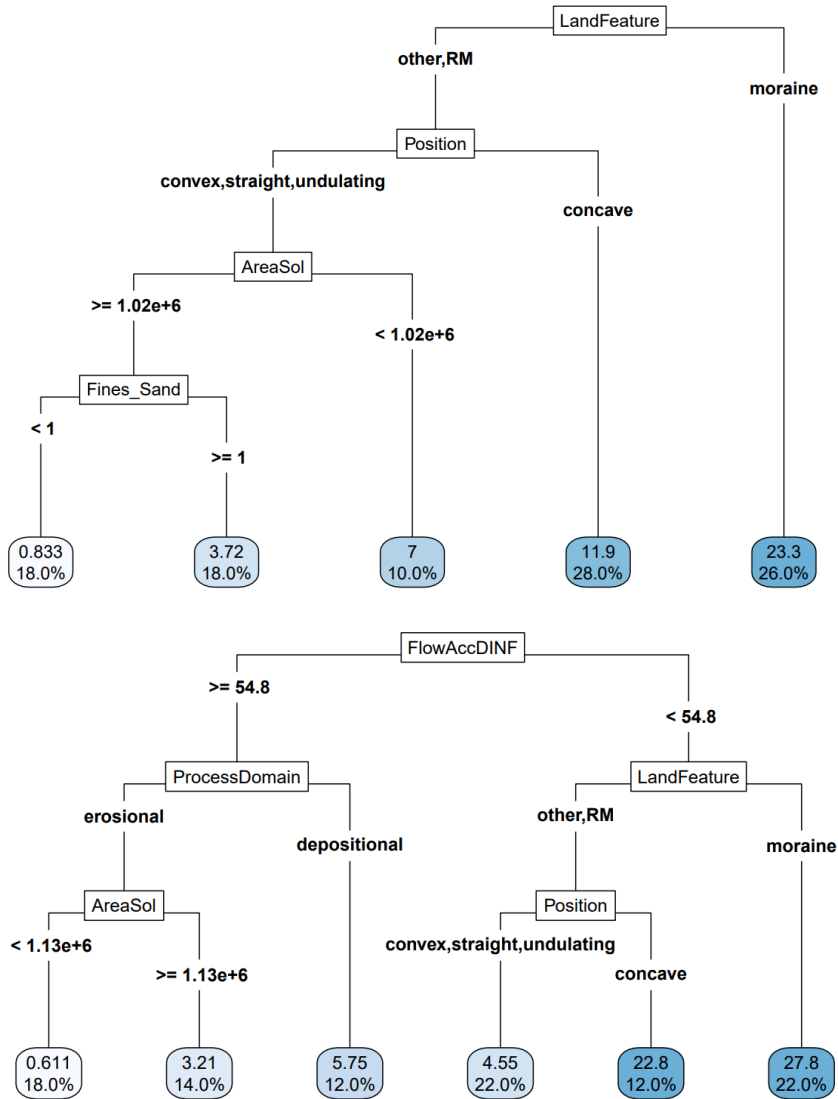 LandFeature
other,RM
moraine
Position
convex,straight,undulating
concave
AreaSol
>= 1.02e+6
< 1.02e+6
Fines_Sand
< 1
>= 1
0.833
18.0%
3.72
18.0%
7
10.0%
11.9
28.0%
23.3
26.0%
FlowAccDINF
>= 54.8
< 54.8
ProcessDomain
LandFeature
erosional
depositional
other,RM
moraine
AreaSol
Position
< 1.13e+6
>= 1.13e+6
convex,straight,undulating
concave
0.611
18.0%
3.21
14.0%
5.75
12.0%
4.55
22.0%
22.8
12.0%
27.8
22.0%